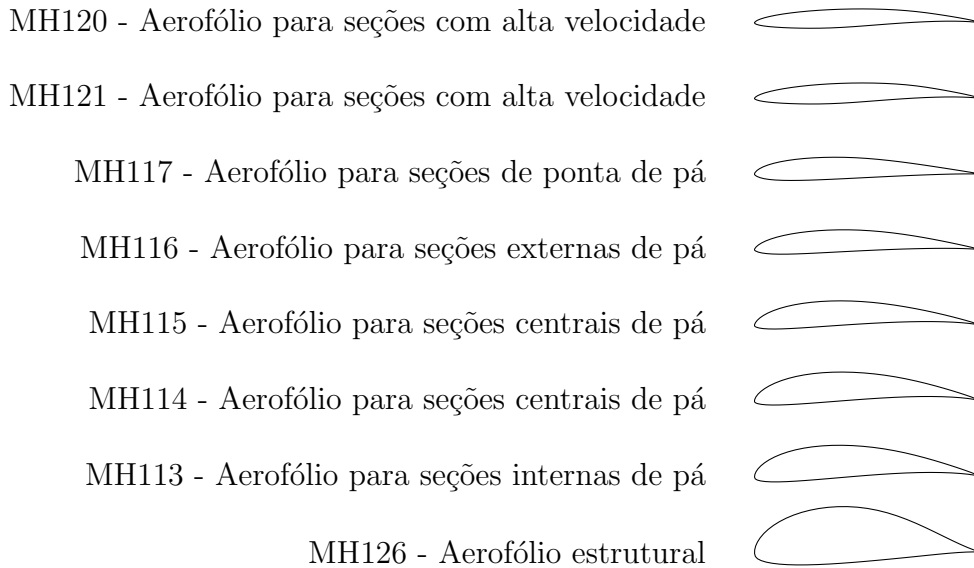 MH120 - Aerofólio para seções com alta velocidade
MH121 - Aerofólio para seções com alta velocidade
MH117 - Aerofólio para seções de ponta de pá
MH116 - Aerofólio para seções externas de pá
MH115 - Aerofólio para seções centrais de pá
MH114 - Aerofólio para seções centrais de pá
MH113 - Aerofólio para seções internas de pá
MH126 - Aerofólio estrutural